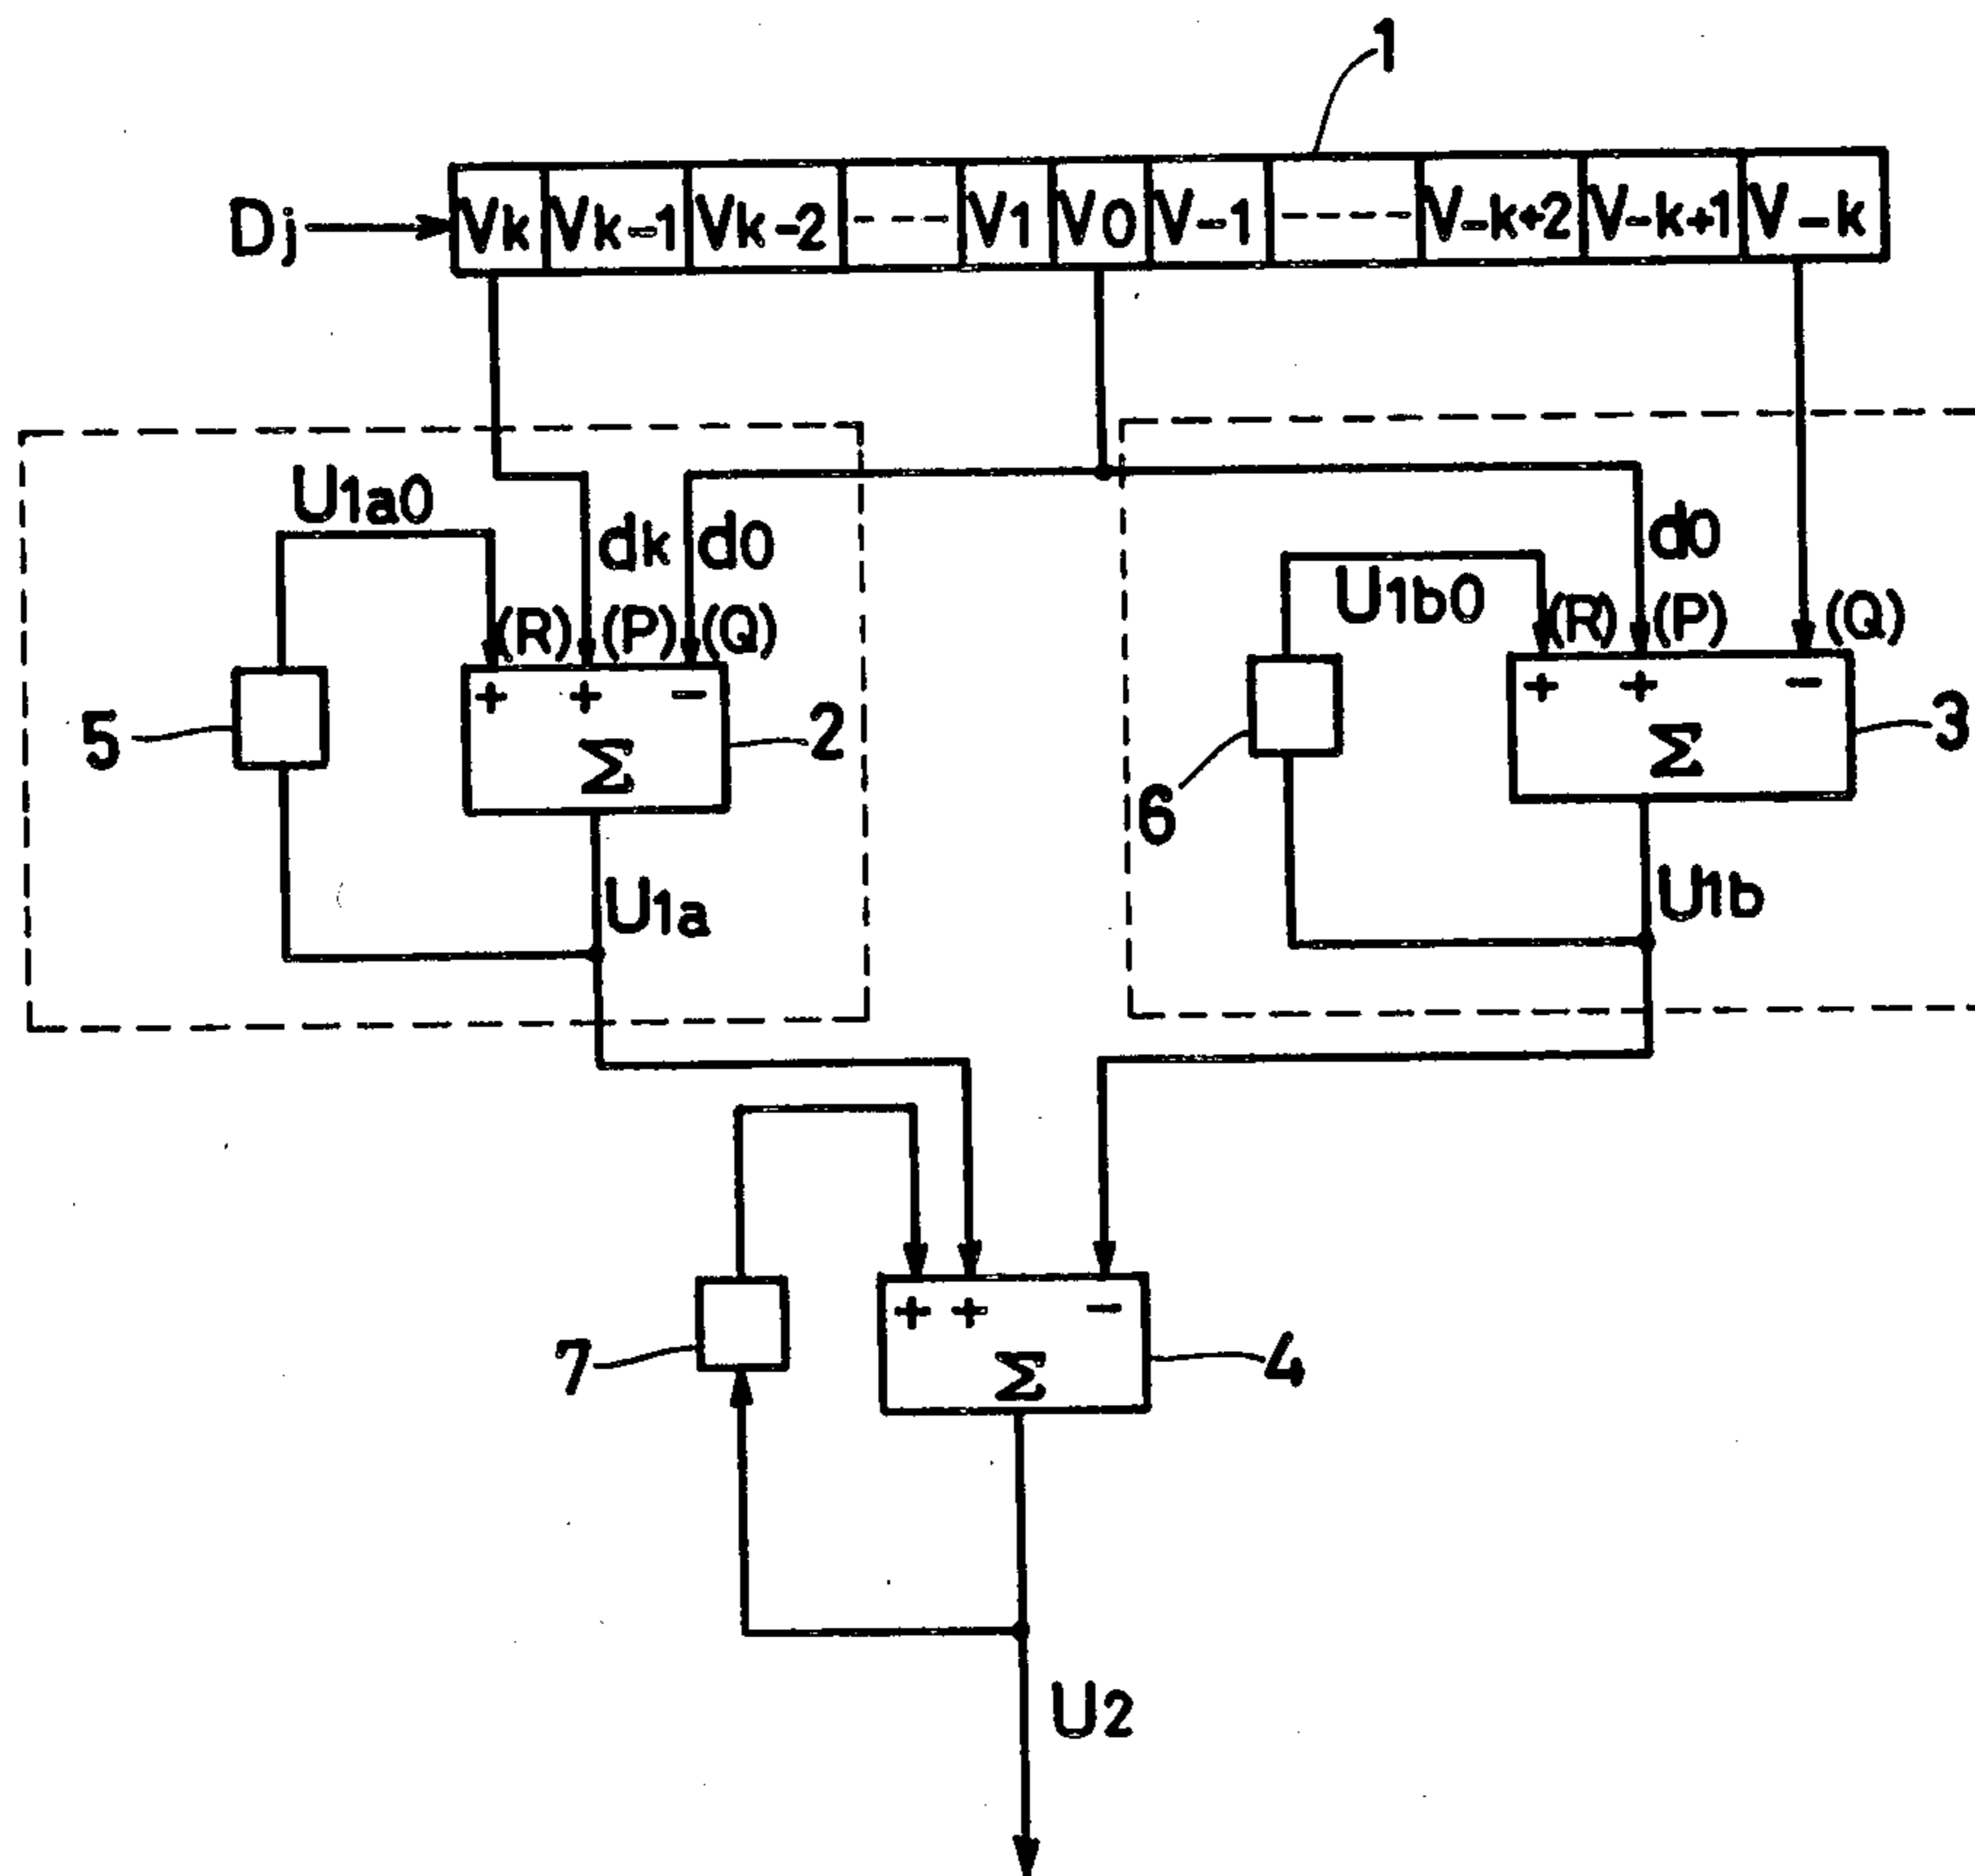 1
Dj
Vk Vk-1 Vk-2 ---- V1 V0 V-1 ----- V-k+2 V-k+1 V-k
U1a0
dk d0
d0
U1b0
(R) (P) (Q)
(R) (P) (Q)
+ + -
+ + -
5
Σ
2
6
Σ
3
U1a
U1b
+ + -
7
Σ
4
U2